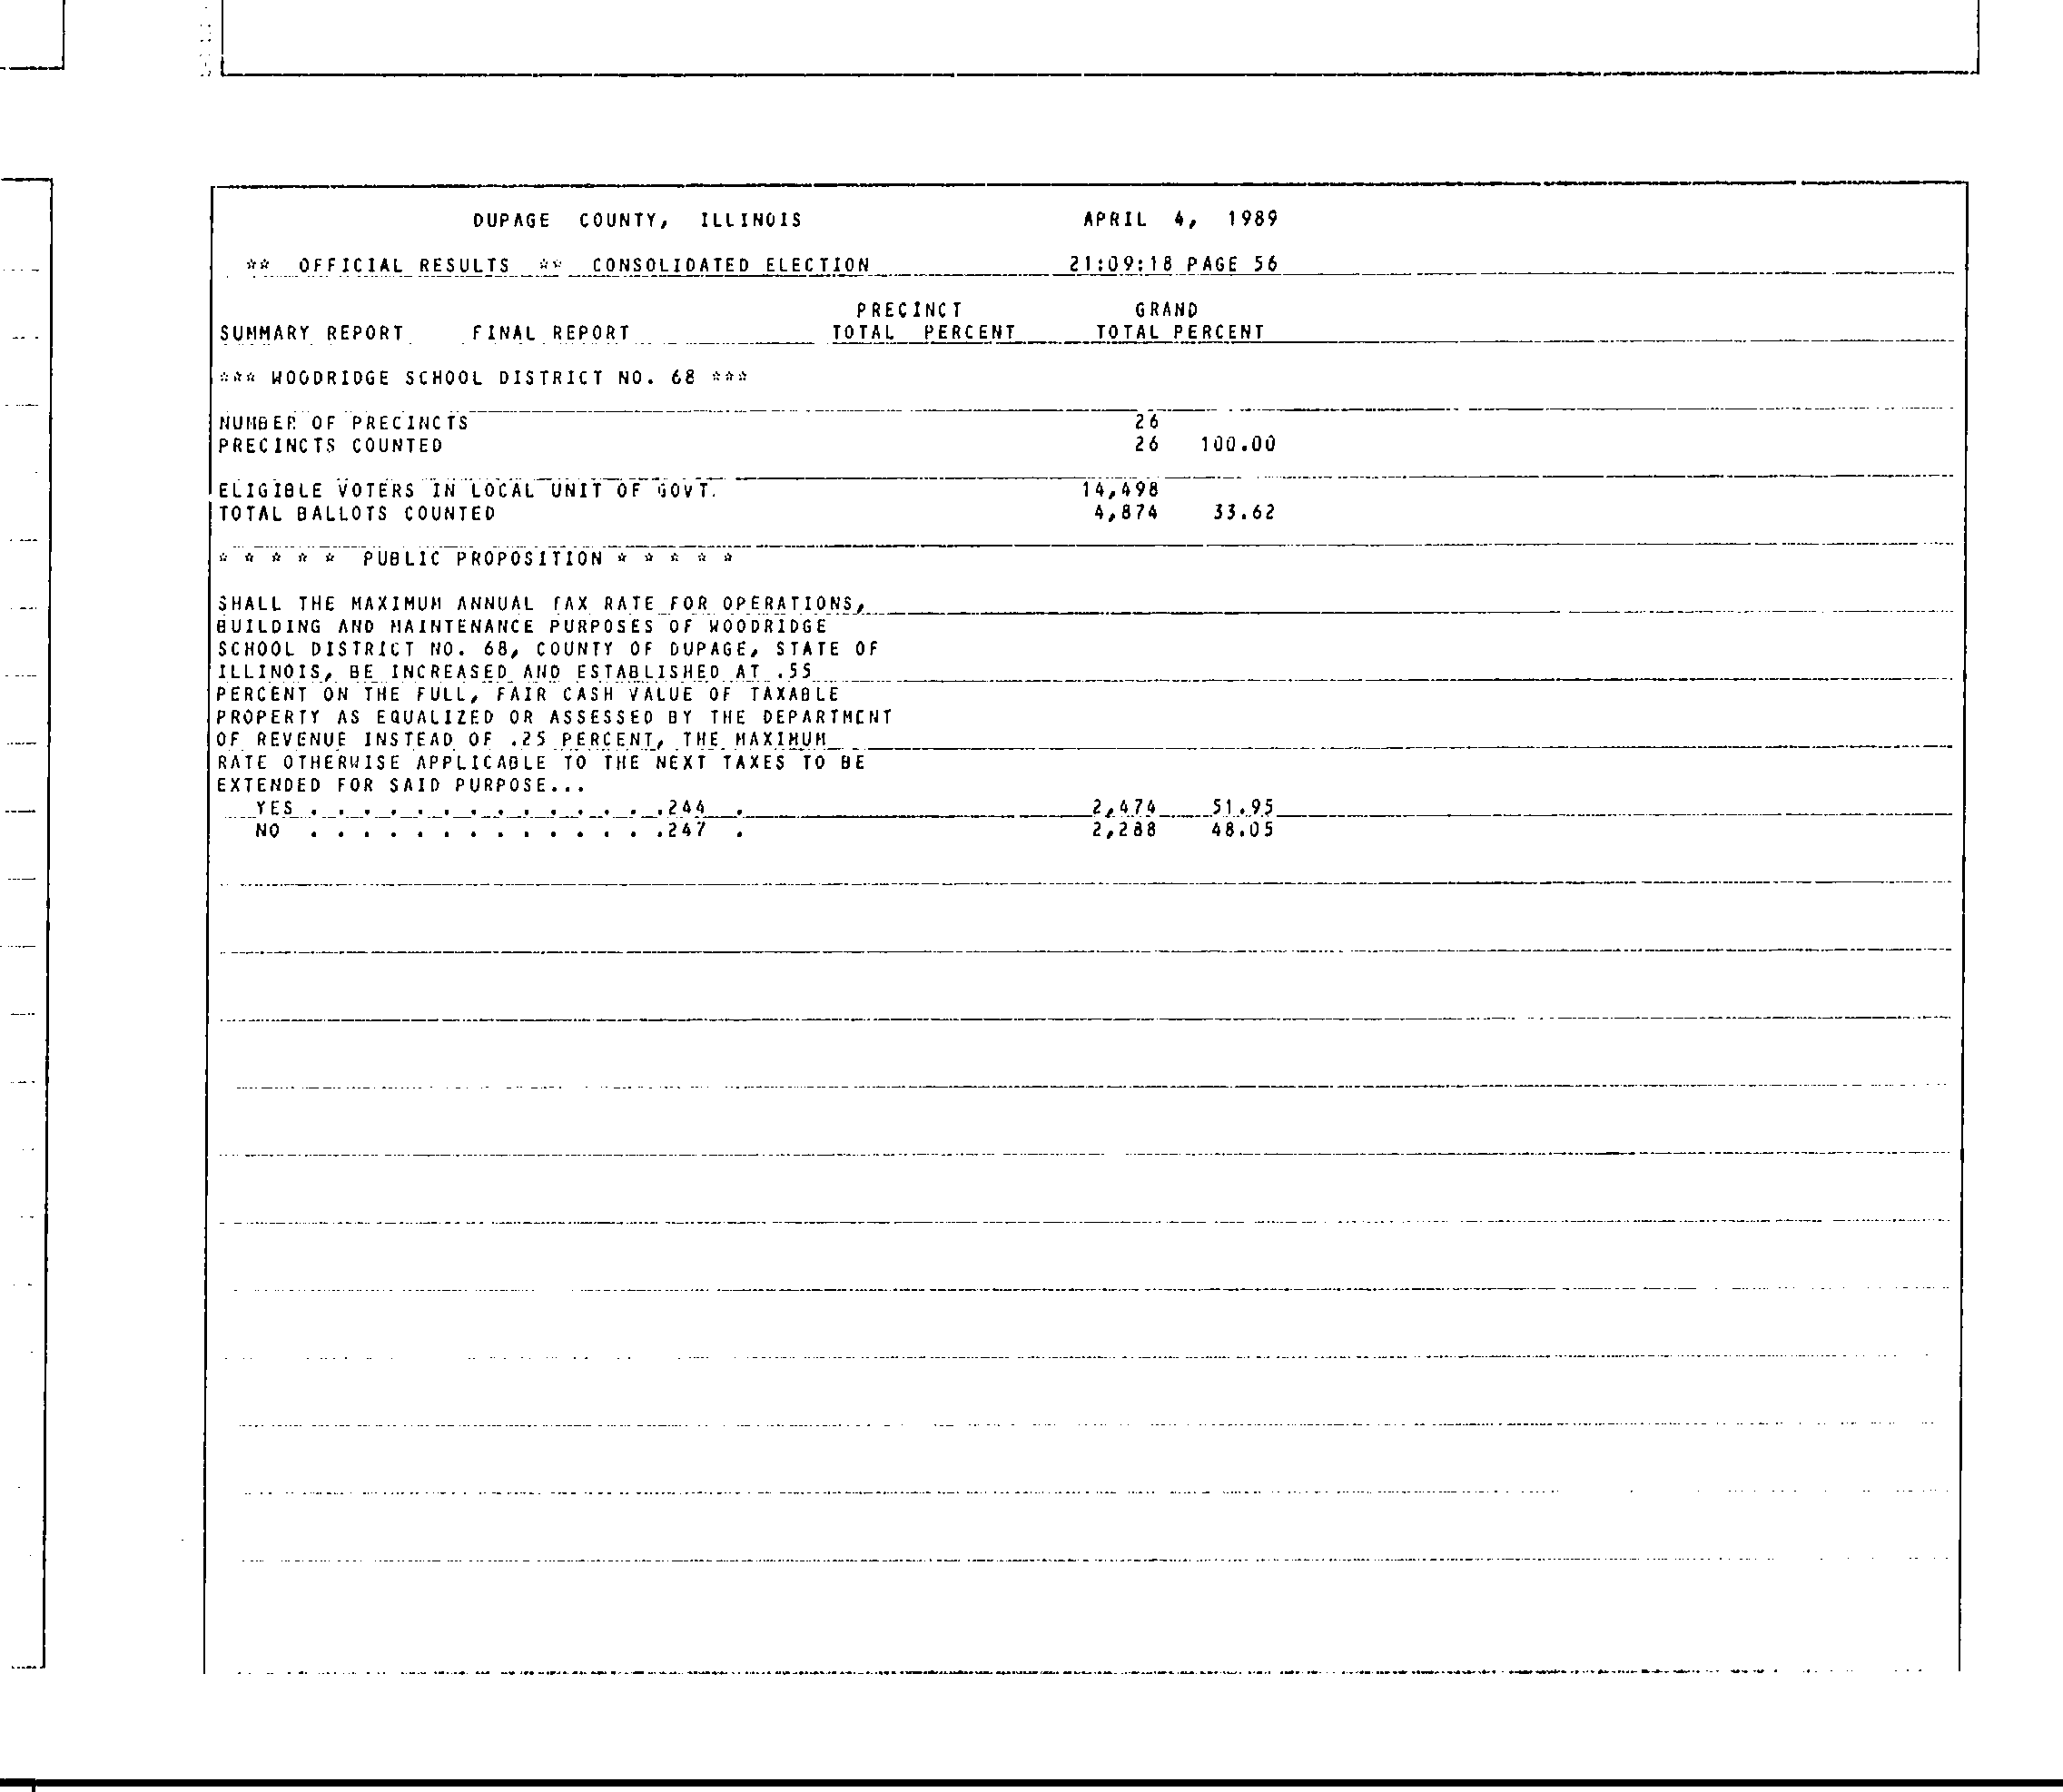 DUPAGE COUNTY, ILLINOIS APRIL 4, 1989
** OFFICIAL RESULTS ** CONSOLIDATED ELECTION 21:09:18 PAGE 56
PRECINCT GRAND
SUMMARY REPORT FINAL REPORT TOTAL PERCENT TOTAL PERCENT
*** WOODRIDGE SCHOOL DISTRICT NO. 68 ***
NUMBER OF PRECINCTS 26
PRECINCTS COUNTED 26 100.00
ELIGIBLE VOTERS IN LOCAL UNIT OF GOVT. 14,498
TOTAL BALLOTS COUNTED 4,874 33.62
* * * * * PUBLIC PROPOSITION * * * * *
SHALL THE MAXIMUM ANNUAL TAX RATE FOR OPERATIONS,
BUILDING AND MAINTENANCE PURPOSES OF WOODRIDGE
SCHOOL DISTRICT NO. 68, COUNTY OF DUPAGE, STATE OF
ILLINOIS, BE INCREASED AND ESTABLISHED AT .55
PERCENT ON THE FULL, FAIR CASH VALUE OF TAXABLE
PROPERTY AS EQUALIZED OR ASSESSED BY THE DEPARTMENT
OF REVENUE INSTEAD OF .25 PERCENT, THE MAXIMUM
RATE OTHERWISE APPLICABLE TO THE NEXT TAXES TO BE
EXTENDED FOR SAID PURPOSE...
YES . . . . . . . . . . . . . .244 . 2,474 51.95
NO . . . . . . . . . . . . . .247 . 2,288 48.05